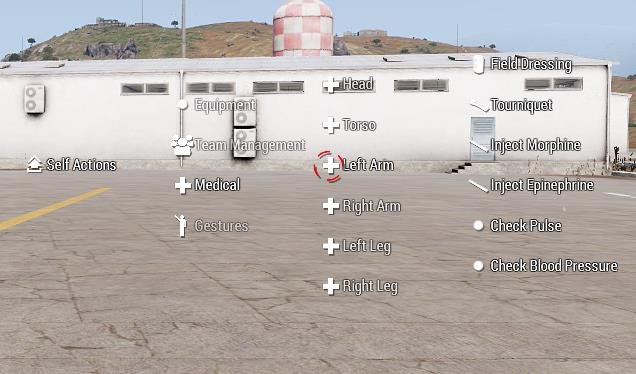 Self Actions
Equipment
Team Management
Medical
Gestures
Head
Torso
Left Arm
Right Arm
Left Leg
Right Leg
Field Dressing
Tourniquet
Inject Morphine
Inject Epinephrine
Check Pulse
Check Blood Pressure